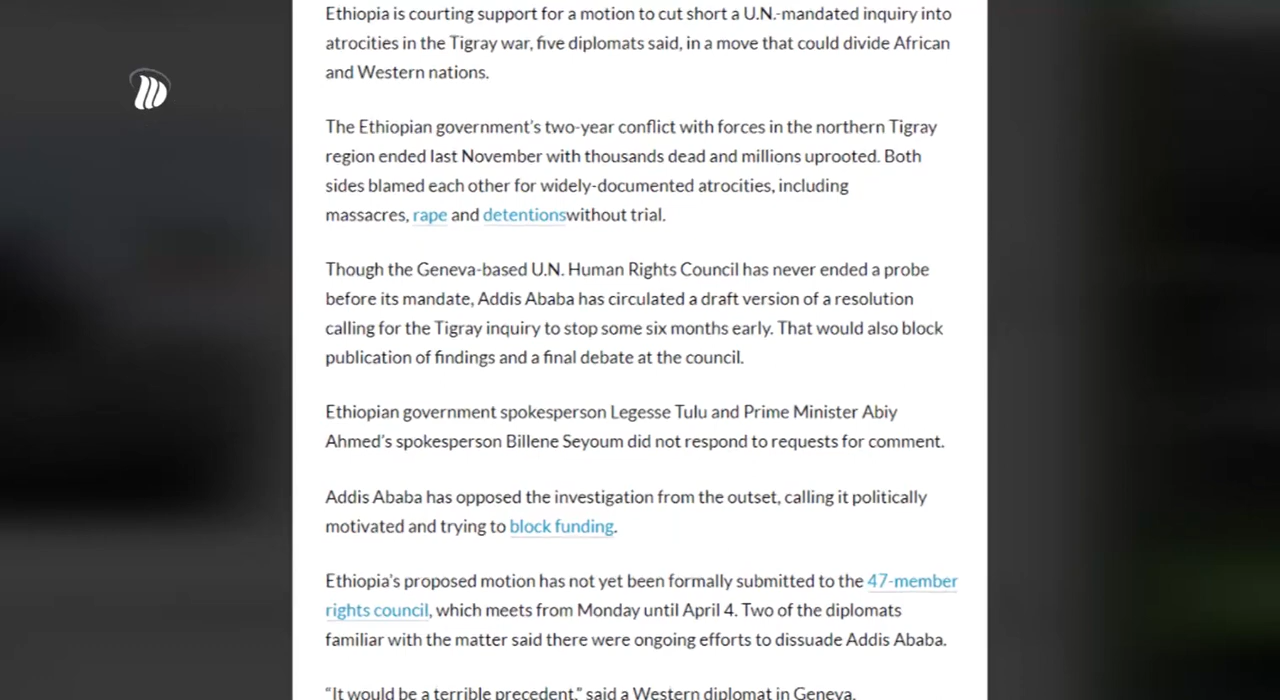 Ethiopia is courting support for a motion to cut short a U.N.-mandated inquiry into
atrocities in the Tigray war, five diplomats said, in a move that could divide African
and Western nations.
The Ethiopian government's two-year conflict with forces in the northern Tigray
region ended last November with thousands dead and millions uprooted. Both
sides blamed each other for widely-documented atrocities, including
massacres, rape and detentionswithout trial.
Though the Geneva-based U.N. Human Rights Council has never ended a probe
before its mandate, Addis Ababa has circulated a draft version of a resolution
calling for the Tigray inquiry to stop some six months early. That would also block
publication of findings and a final debate at the council.
Ethiopian government spokesperson Legesse Tulu and Prime Minister Abiy
Ahmed's spokesperson Billene Seyoum did not respond to requests for comment.
Addis Ababa has opposed the investigation from the outset, calling it politically
motivated and trying to block funding.
Ethiopia's proposed motion has not yet been formally submitted to the 47-member
rights council, which meets from Monday until April 4. Two of the diplomats
familiar with the matter said there were ongoing efforts to dissuade Addis Ababa.
“It would be a terrible precedent,” said a Western diplomat in Geneva.